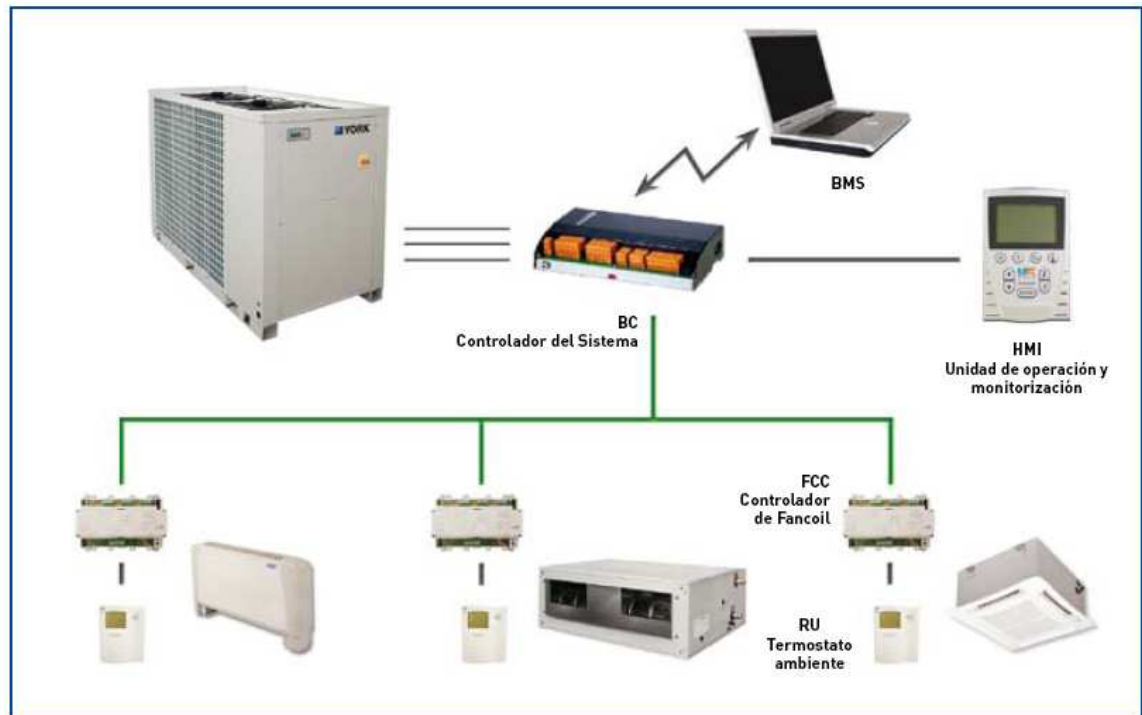 YORK
BMS
BC
Controlador del Sistema
HMI
Unidad de operación y
monitorización
FCC
Controlador
de Fancoil
RU
Termostato
ambiente